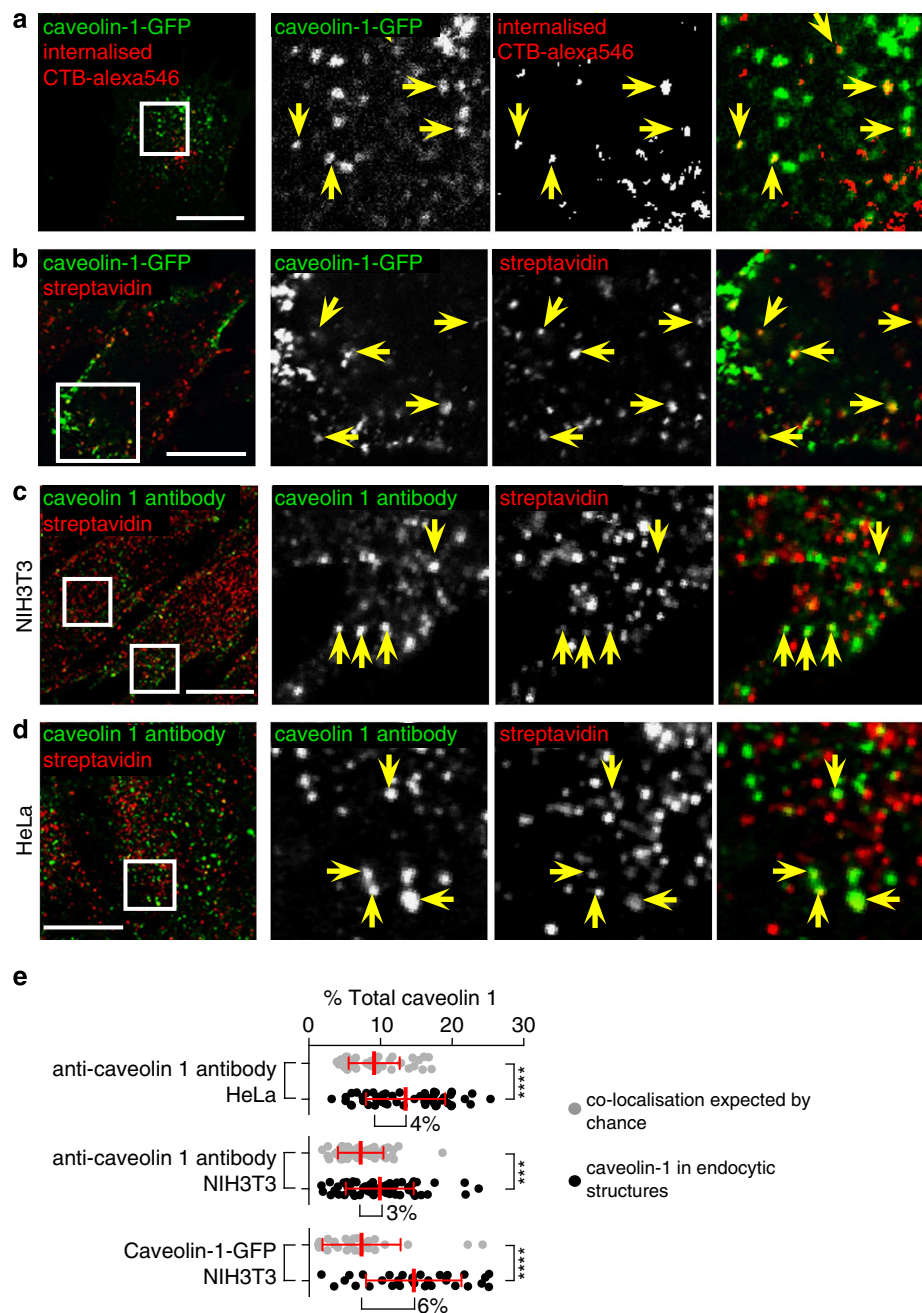 a
caveolin-1-GFP
internalised
CTB-alexa546
caveolin-1-GFP
internalised
CTB-alexa546
b
caveolin-1-GFP
streptavidin
caveolin-1-GFP
streptavidin
c
NIH3T3
caveolin 1 antibody
streptavidin
caveolin 1 antibody
streptavidin
d
HeLa
caveolin 1 antibody
streptavidin
caveolin 1 antibody
streptavidin
e
% Total caveolin 1
0 10 20 30
anti-caveolin 1 antibody
HeLa
****
4%
anti-caveolin 1 antibody
NIH3T3
***
3%
Caveolin-1-GFP
NIH3T3
****
6%
co-localisation expected by
chance
caveolin-1 in endocytic
structures